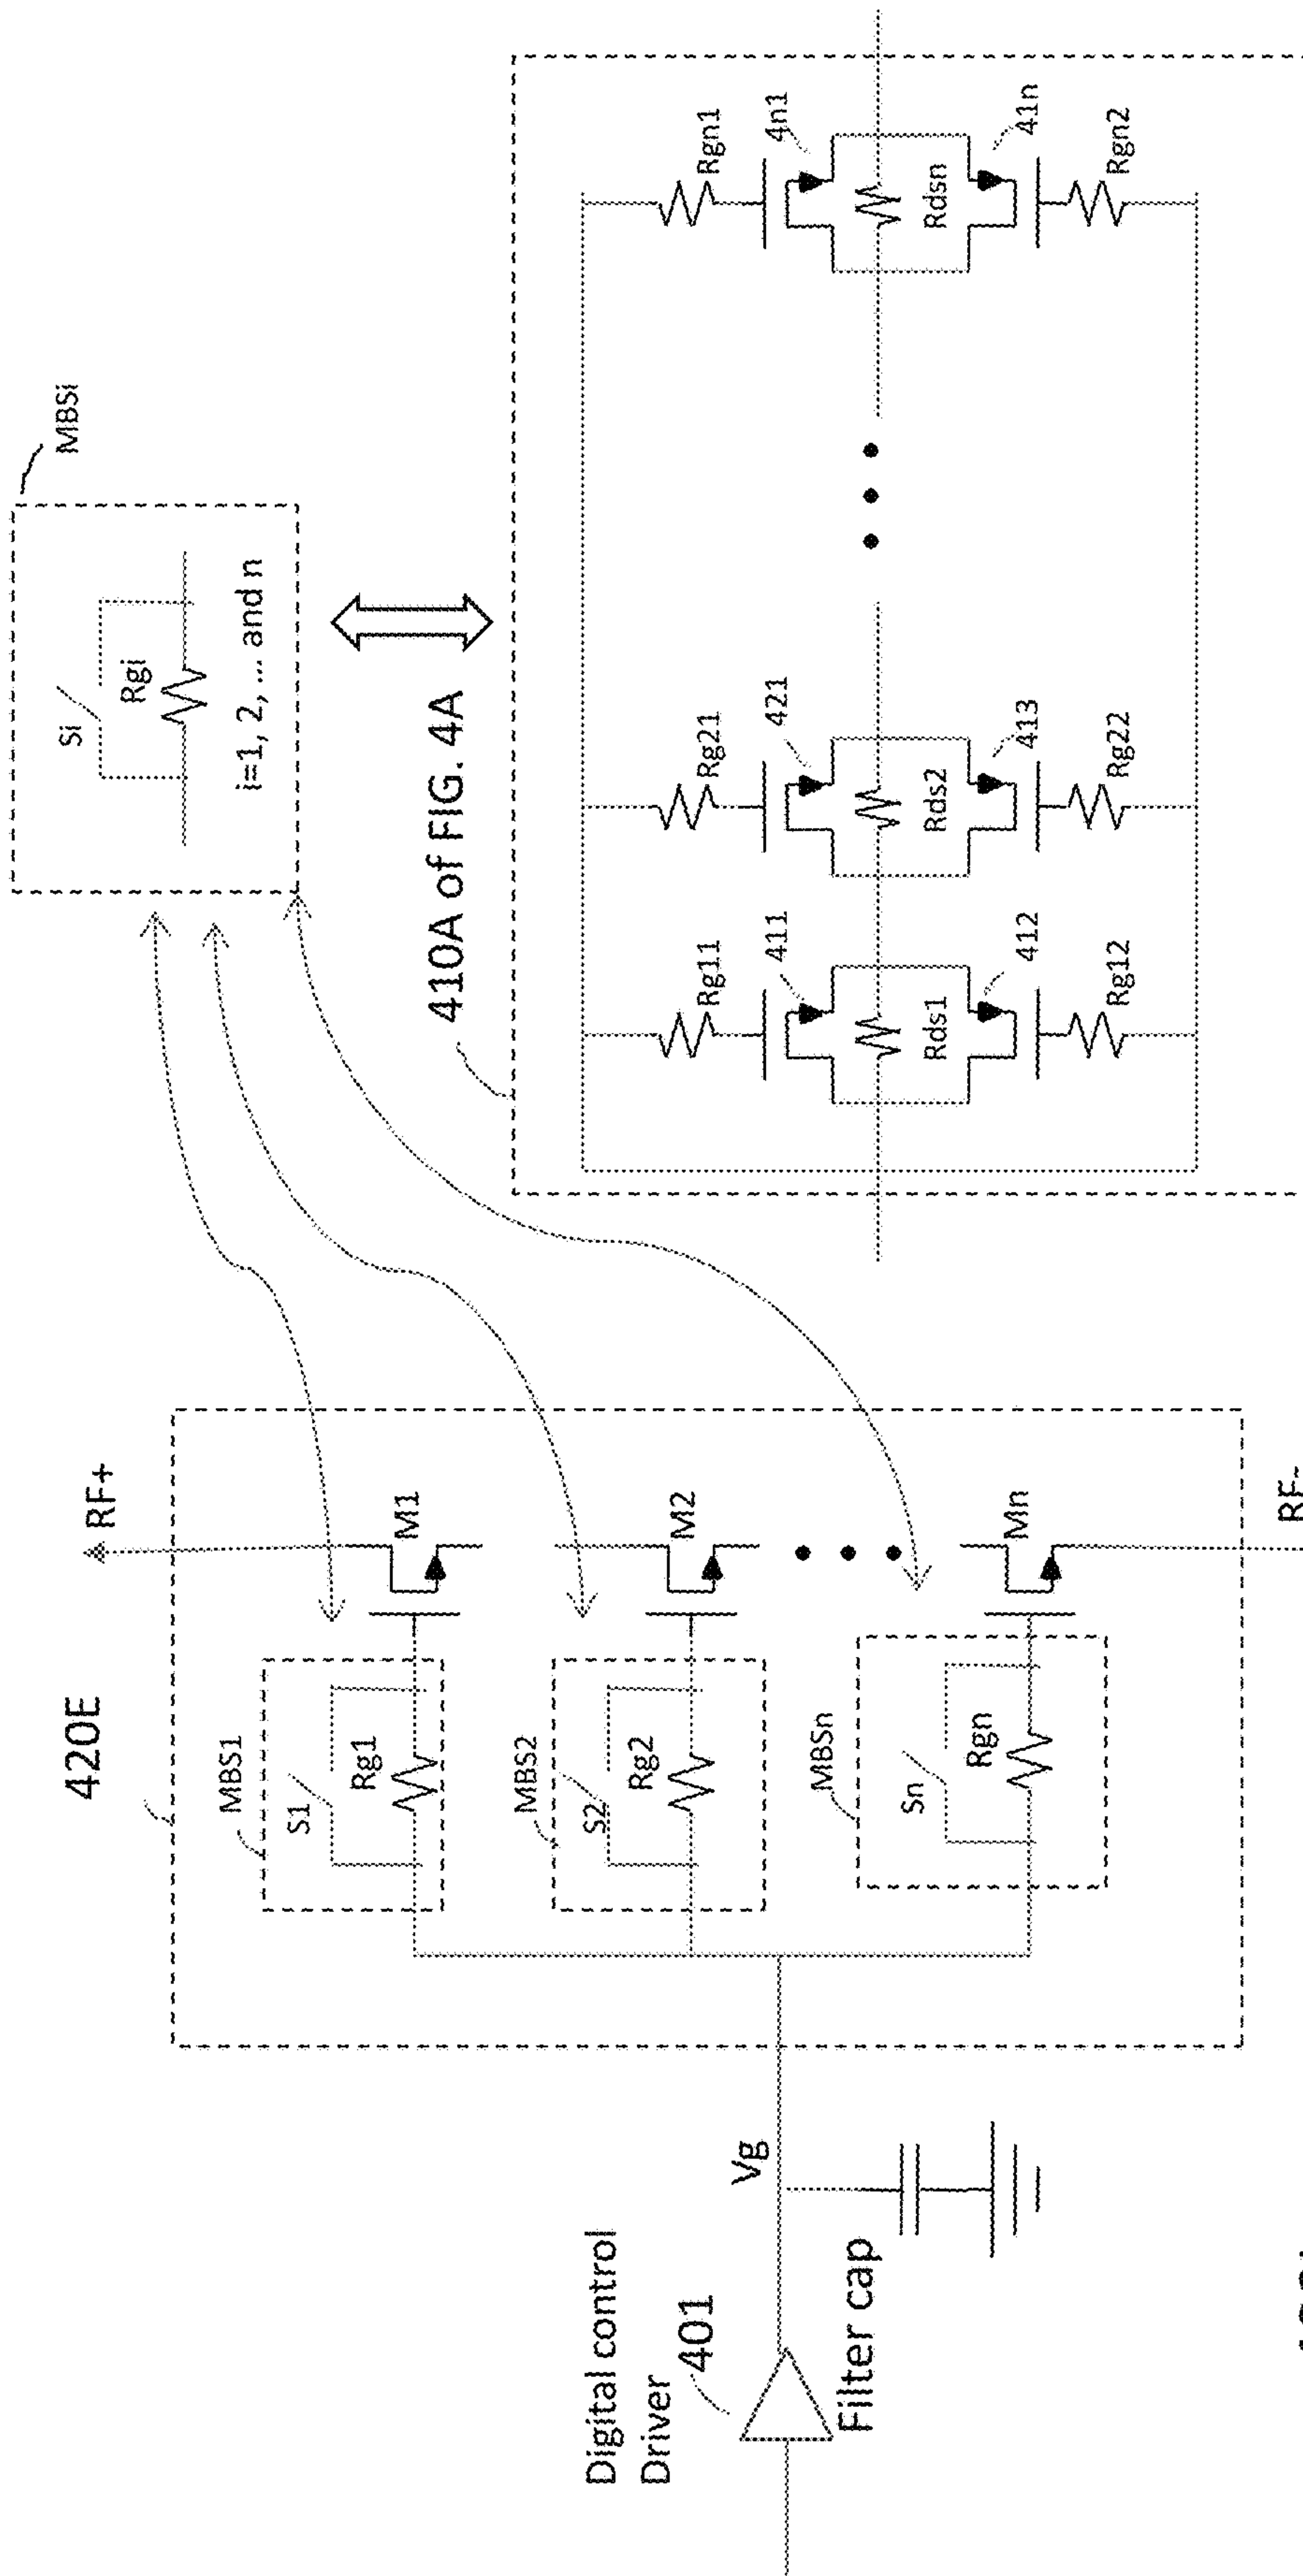 Digital control
Driver
401
Filter cap
Vg
420E
MBS1
S1
Rg1
M1
RF+
MBS2
S2
Rg2
M2
MBSn
Sn
Rgn
Mn
RF-
MBSi
Si
Rgi
i=1, 2, ... and n
410A of FIG. 4A
Rg11
411
Rds1
412
Rg12
Rg21
421
Rds2
413
Rg22
Rgn1
4n1
Rdsn
41n
Rgn2